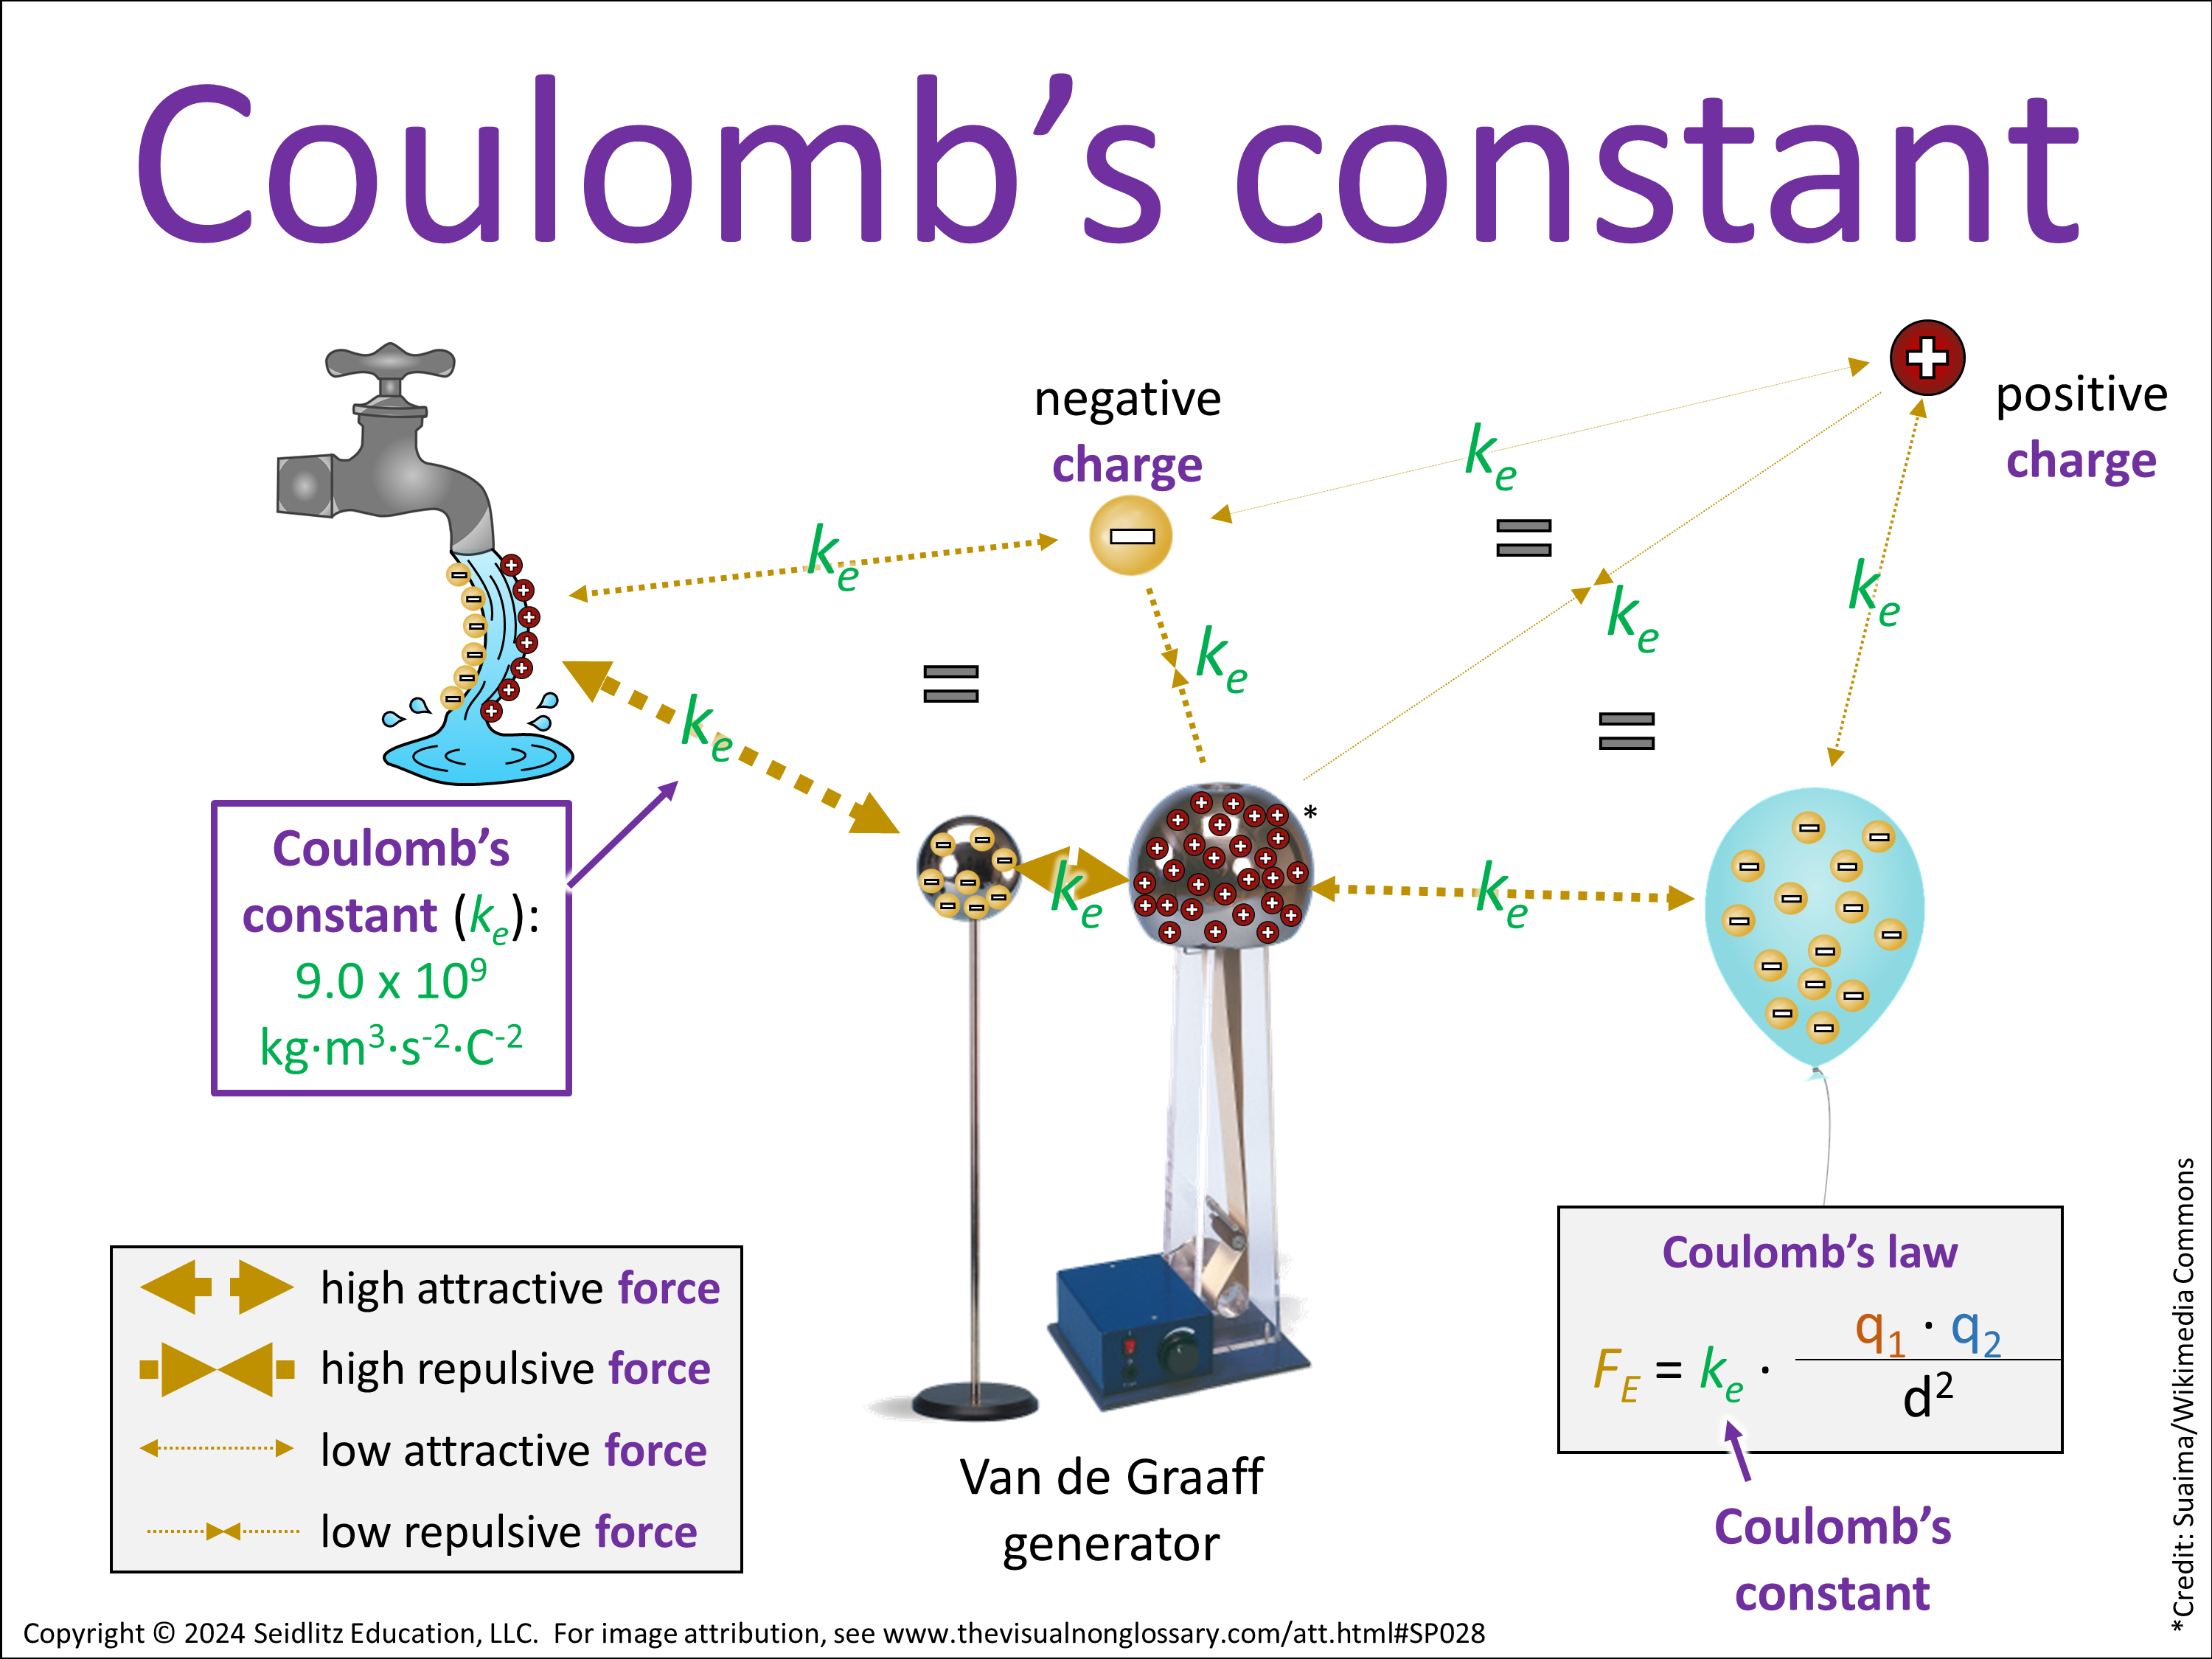 Coulomb's constant
negative
charge
positive
charge
kₑ
kₑ
kₑ
kₑ
kₑ
=
=
=
kₑ
*
kₑ
kₑ
Coulomb's
constant (kₑ):
9.0 x 10⁹
kg·m³·s⁻²·C⁻²
high attractive force
high repulsive force
low attractive force
low repulsive force
Van de Graaff
generator
Coulomb's law
F_E = kₑ · q₁ · q₂ / d²
Coulomb's
constant
*Credit: Suaima/Wikimedia Commons
Copyright © 2024 Seidlitz Education, LLC.  For image attribution, see www.thevisualnonglossary.com/att.html#SP028